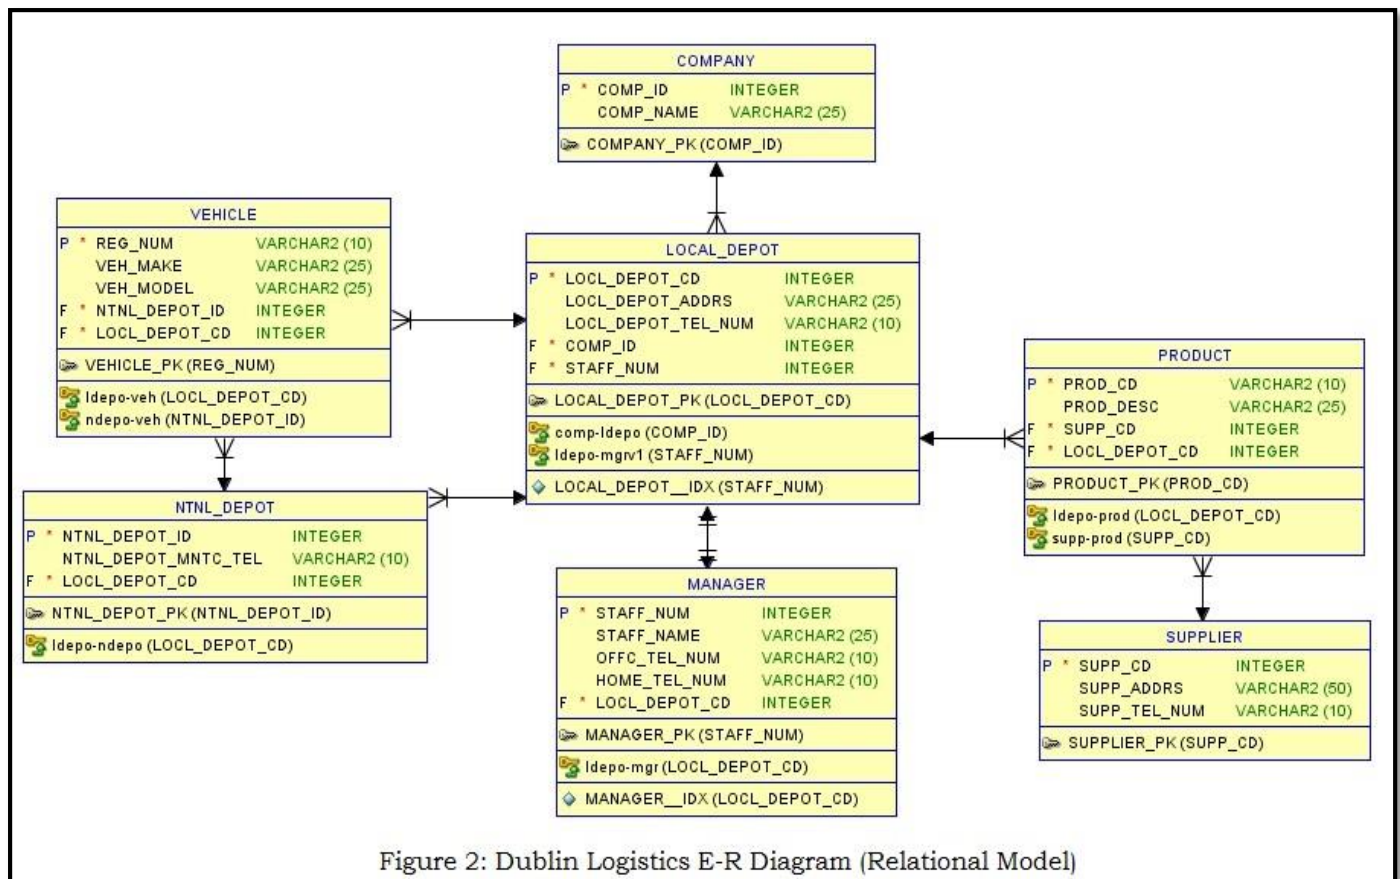 COMPANY
P * COMP_ID INTEGER
COMP_NAME VARCHAR2 (25)
COMPANY_PK (COMP_ID)
VEHICLE
P * REG_NUM VARCHAR2 (10)
VEH_MAKE VARCHAR2 (25)
VEH_MODEL VARCHAR2 (25)
F * NTNL_DEPOT_ID INTEGER
F * LOCL_DEPOT_CD INTEGER
VEHICLE_PK (REG_NUM)
ldepo-veh (LOCL_DEPOT_CD)
ndepo-veh (NTNL_DEPOT_ID)
LOCAL_DEPOT
P * LOCL_DEPOT_CD INTEGER
LOCL_DEPOT_ADDRS VARCHAR2 (25)
LOCL_DEPOT_TEL_NUM VARCHAR2 (10)
F * COMP_ID INTEGER
F * STAFF_NUM INTEGER
LOCAL_DEPOT_PK (LOCL_DEPOT_CD)
comp-ldepo (COMP_ID)
ldepo-mgrv1 (STAFF_NUM)
LOCAL_DEPOT__IDX (STAFF_NUM)
PRODUCT
P * PROD_CD VARCHAR2 (10)
PROD_DESC VARCHAR2 (25)
F * SUPP_CD INTEGER
F * LOCL_DEPOT_CD INTEGER
PRODUCT_PK (PROD_CD)
ldepo-prod (LOCL_DEPOT_CD)
supp-prod (SUPP_CD)
NTNL_DEPOT
P * NTNL_DEPOT_ID INTEGER
NTNL_DEPOT_MNTC_TEL VARCHAR2 (10)
F * LOCL_DEPOT_CD INTEGER
NTNL_DEPOT_PK (NTNL_DEPOT_ID)
ldepo-ndepo (LOCL_DEPOT_CD)
MANAGER
P * STAFF_NUM INTEGER
STAFF_NAME VARCHAR2 (25)
OFFC_TEL_NUM VARCHAR2 (10)
HOME_TEL_NUM VARCHAR2 (10)
F * LOCL_DEPOT_CD INTEGER
MANAGER_PK (STAFF_NUM)
ldepo-mgr (LOCL_DEPOT_CD)
MANAGER__IDX (LOCL_DEPOT_CD)
SUPPLIER
P * SUPP_CD INTEGER
SUPP_ADDRS VARCHAR2 (50)
SUPP_TEL_NUM VARCHAR2 (10)
SUPPLIER_PK (SUPP_CD)
Figure 2: Dublin Logistics E-R Diagram (Relational Model)